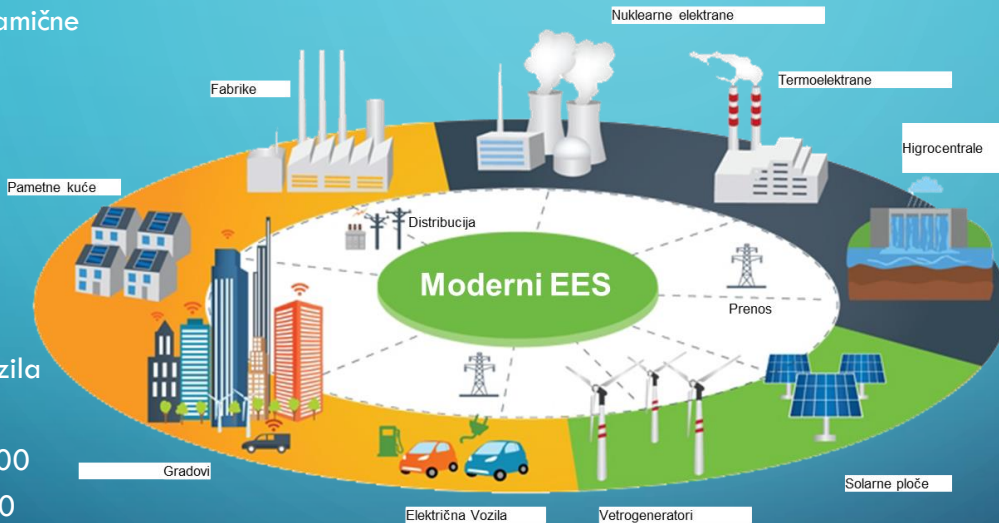 amične
Nuklearne elektrane
Fabrike
Termoelektrane
Higrocentrale
Pametne kuće
Distribucija
Moderni EES
Prenos
zila
00
0
Gradovi
Solarne ploče
Električna Vozila
Vetrogeneratori